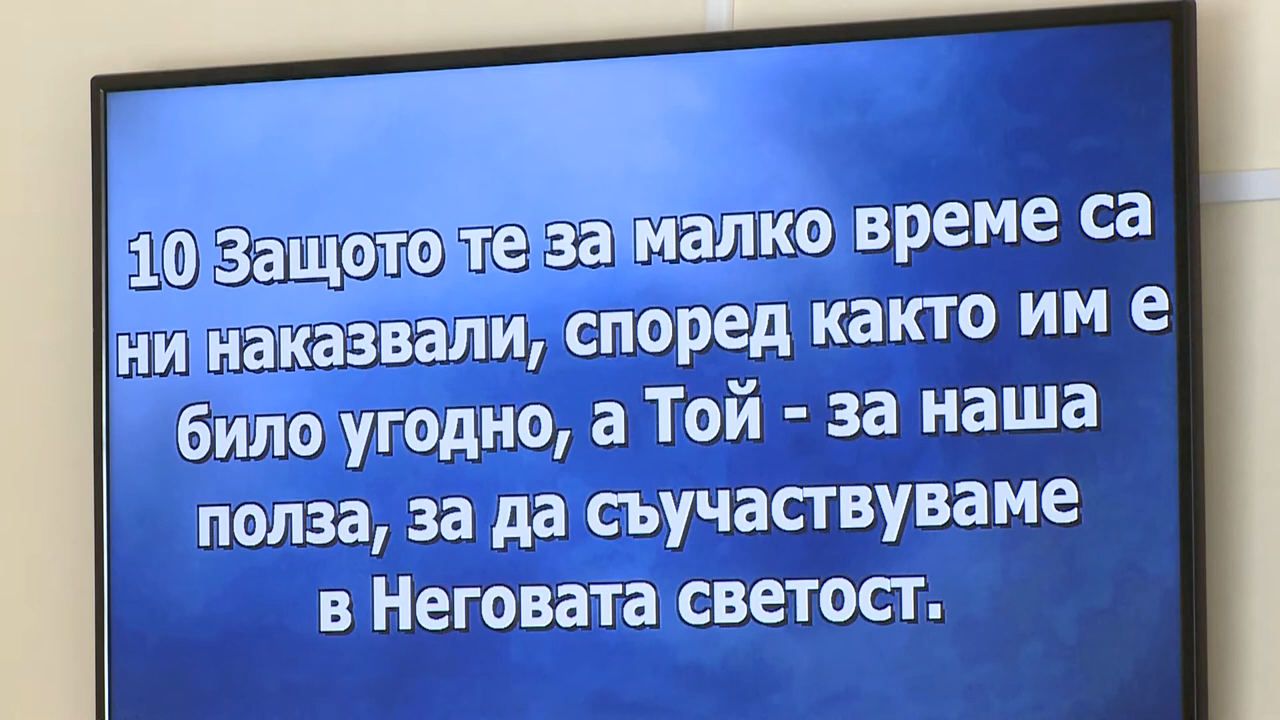 10 Защото те за малко време са
ни наказвали, според както им е
било угодно, а Той - за наша
полза, за да съучаствуваме
в Неговата светост.